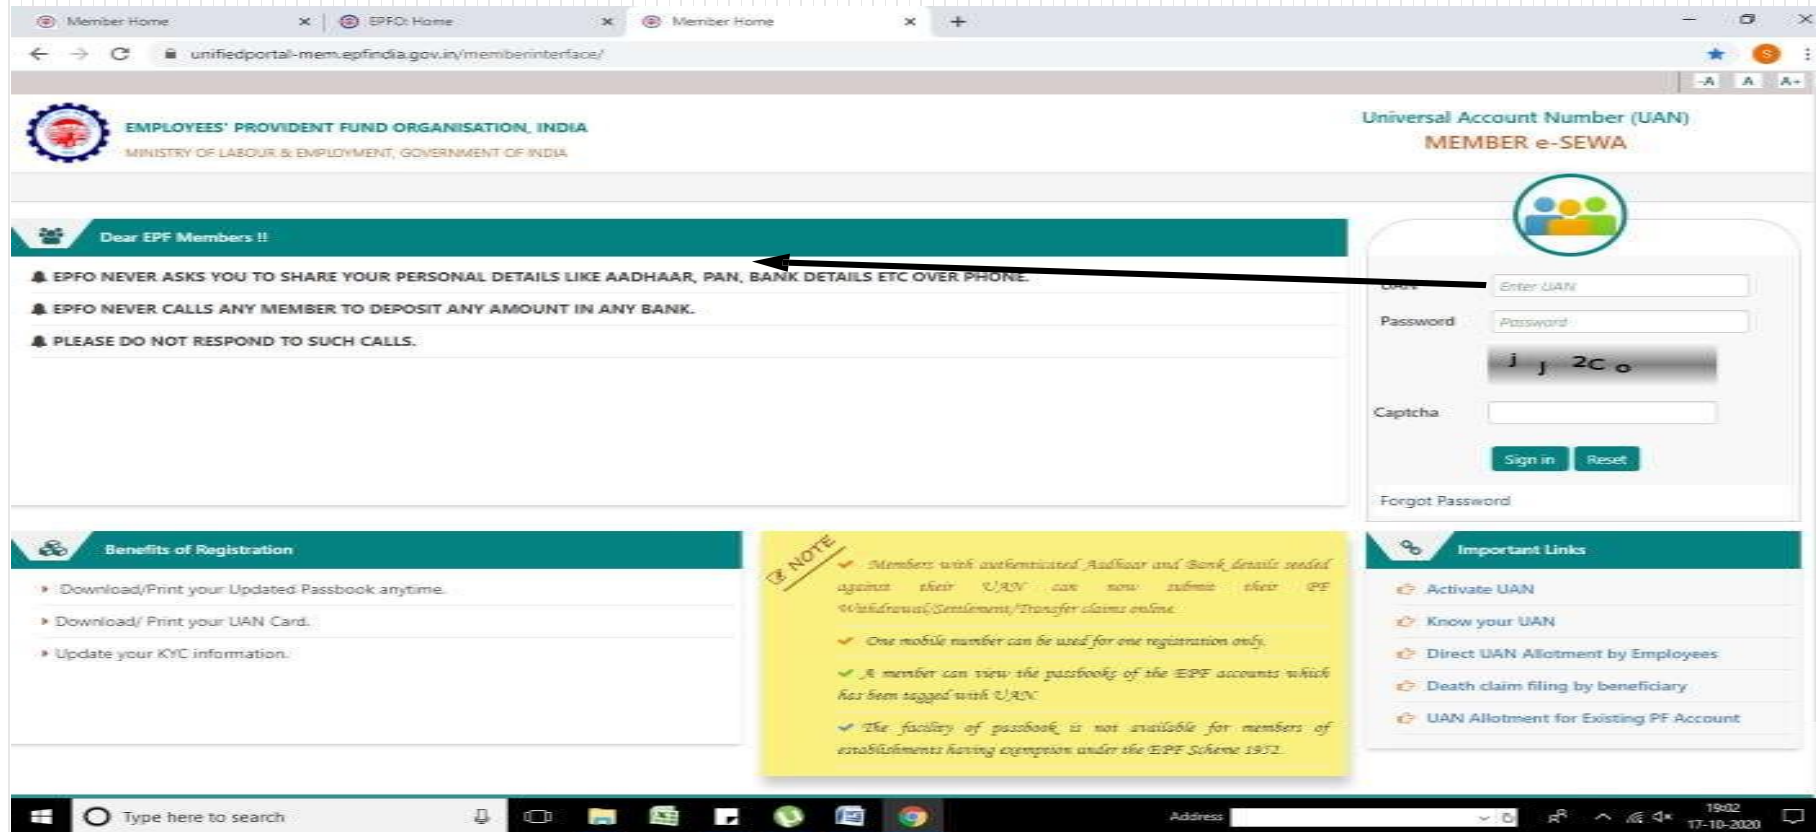 Member Home
EPFO: Home
Member Home
unifiedportal-mem.epfindia.gov.in/memberinterface/
S
-A A A+
EMPLOYEES' PROVIDENT FUND ORGANISATION, INDIA
MINISTRY OF LABOUR & EMPLOYMENT, GOVERNMENT OF INDIA
Universal Account Number (UAN)
MEMBER e-SEWA
Dear EPF Members !!
EPFO NEVER ASKS YOU TO SHARE YOUR PERSONAL DETAILS LIKE AADHAAR, PAN, BANK DETAILS ETC OVER PHONE.
EPFO NEVER CALLS ANY MEMBER TO DEPOSIT ANY AMOUNT IN ANY BANK.
PLEASE DO NOT RESPOND TO SUCH CALLS.
UAN Enter UAN
Password Password
j J 2C o
Captcha
Sign in Reset
Forgot Password
Benefits of Registration
Download/Print your Updated Passbook anytime.
Download/ Print your UAN Card.
Update your KYC information.
NOTE
Members with authenticated Aadhaar and Bank details seeded
against their UAN can now submit their PF
Withdrawal/Settlement/Transfer claims online
One mobile number can be used for one registration only.
A member can view the passbooks of the EPF accounts which
has been tagged with UAN.
The facility of passbook is not available for members of
establishments having exemption under the EPF Scheme 1952.
Important Links
Activate UAN
Know your UAN
Direct UAN Allotment by Employees
Death claim filing by beneficiary
UAN Allotment for Existing PF Account
Type here to search
Address
19:02
17-10-2020